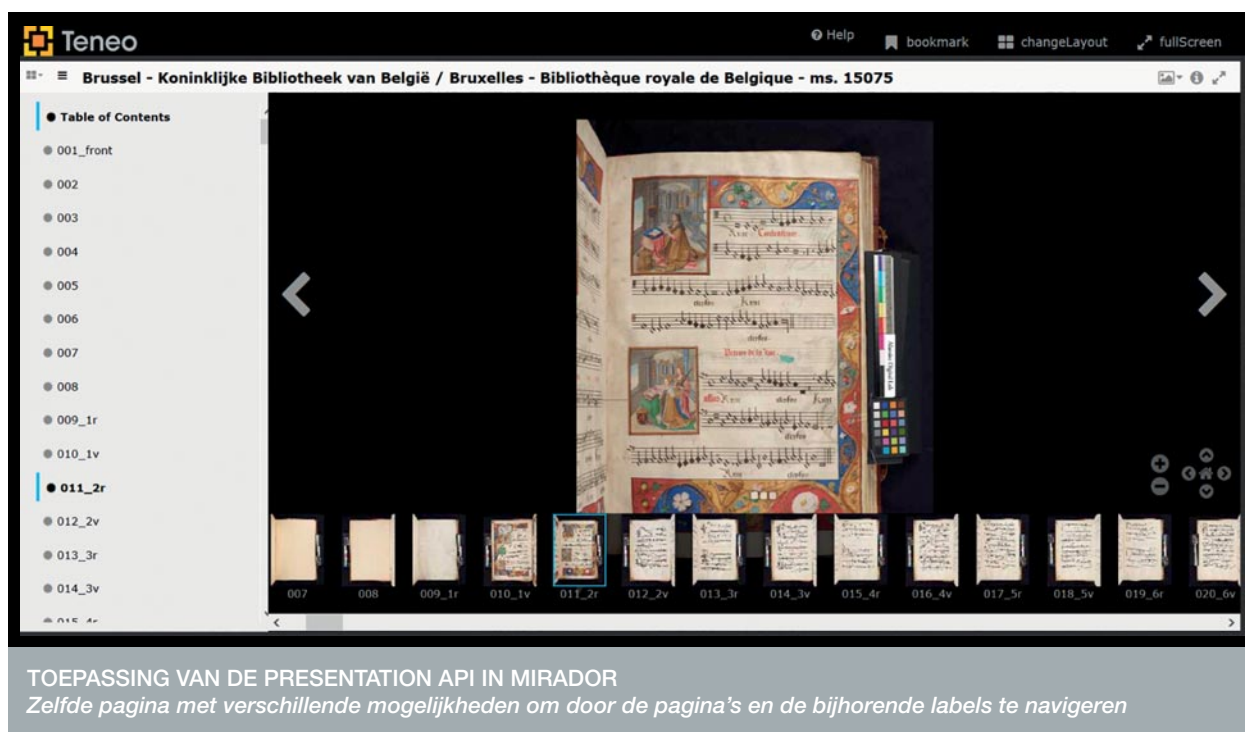 Teneo
Help
bookmark
changeLayout
fullScreen
Brussel - Koninklijke Bibliotheek van België / Bruxelles - Bibliothèque royale de Belgique - ms. 15075
Table of Contents
001_front
002
003
004
005
006
007
008
009_1r
010_1v
011_2r
012_2v
013_3r
014_3v
015_4r
007 008 009_1r 010_1v 011_2r 012_2v 013_3r 014_3v 015_4r 016_4v 017_5r 018_5v 019_6r 020_6v
TOEPASSING VAN DE PRESENTATION API IN MIRADOR
Zelfde pagina met verschillende mogelijkheden om door de pagina's en de bijhorende labels te navigeren